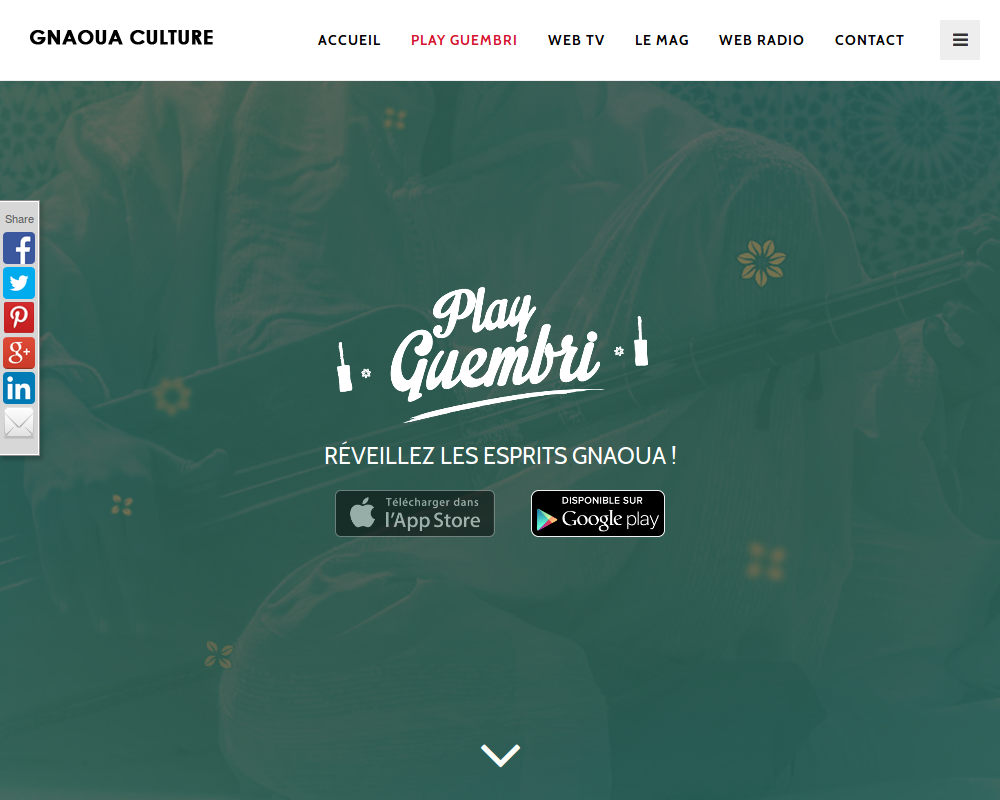 GNAOUA CULTURE
ACCUEIL
PLAY GUEMBRI
WEB TV
LE MAG
WEB RADIO
CONTACT
Share
Play
Guembri
RÉVEILLEZ LES ESPRITS GNAOUA !
Télécharger dans
l'App Store
DISPONIBLE SUR
Google play